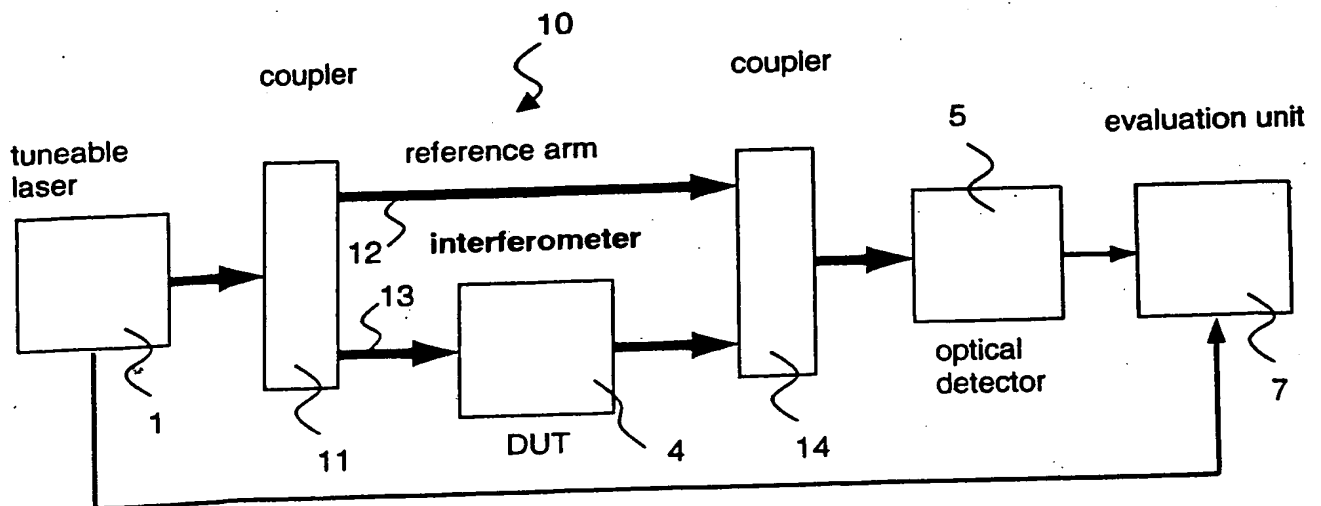 10
coupler
coupler
5
evaluation unit
tuneable
laser
reference arm
12
interferometer
13
optical
detector
1
11
DUT
4
14
7